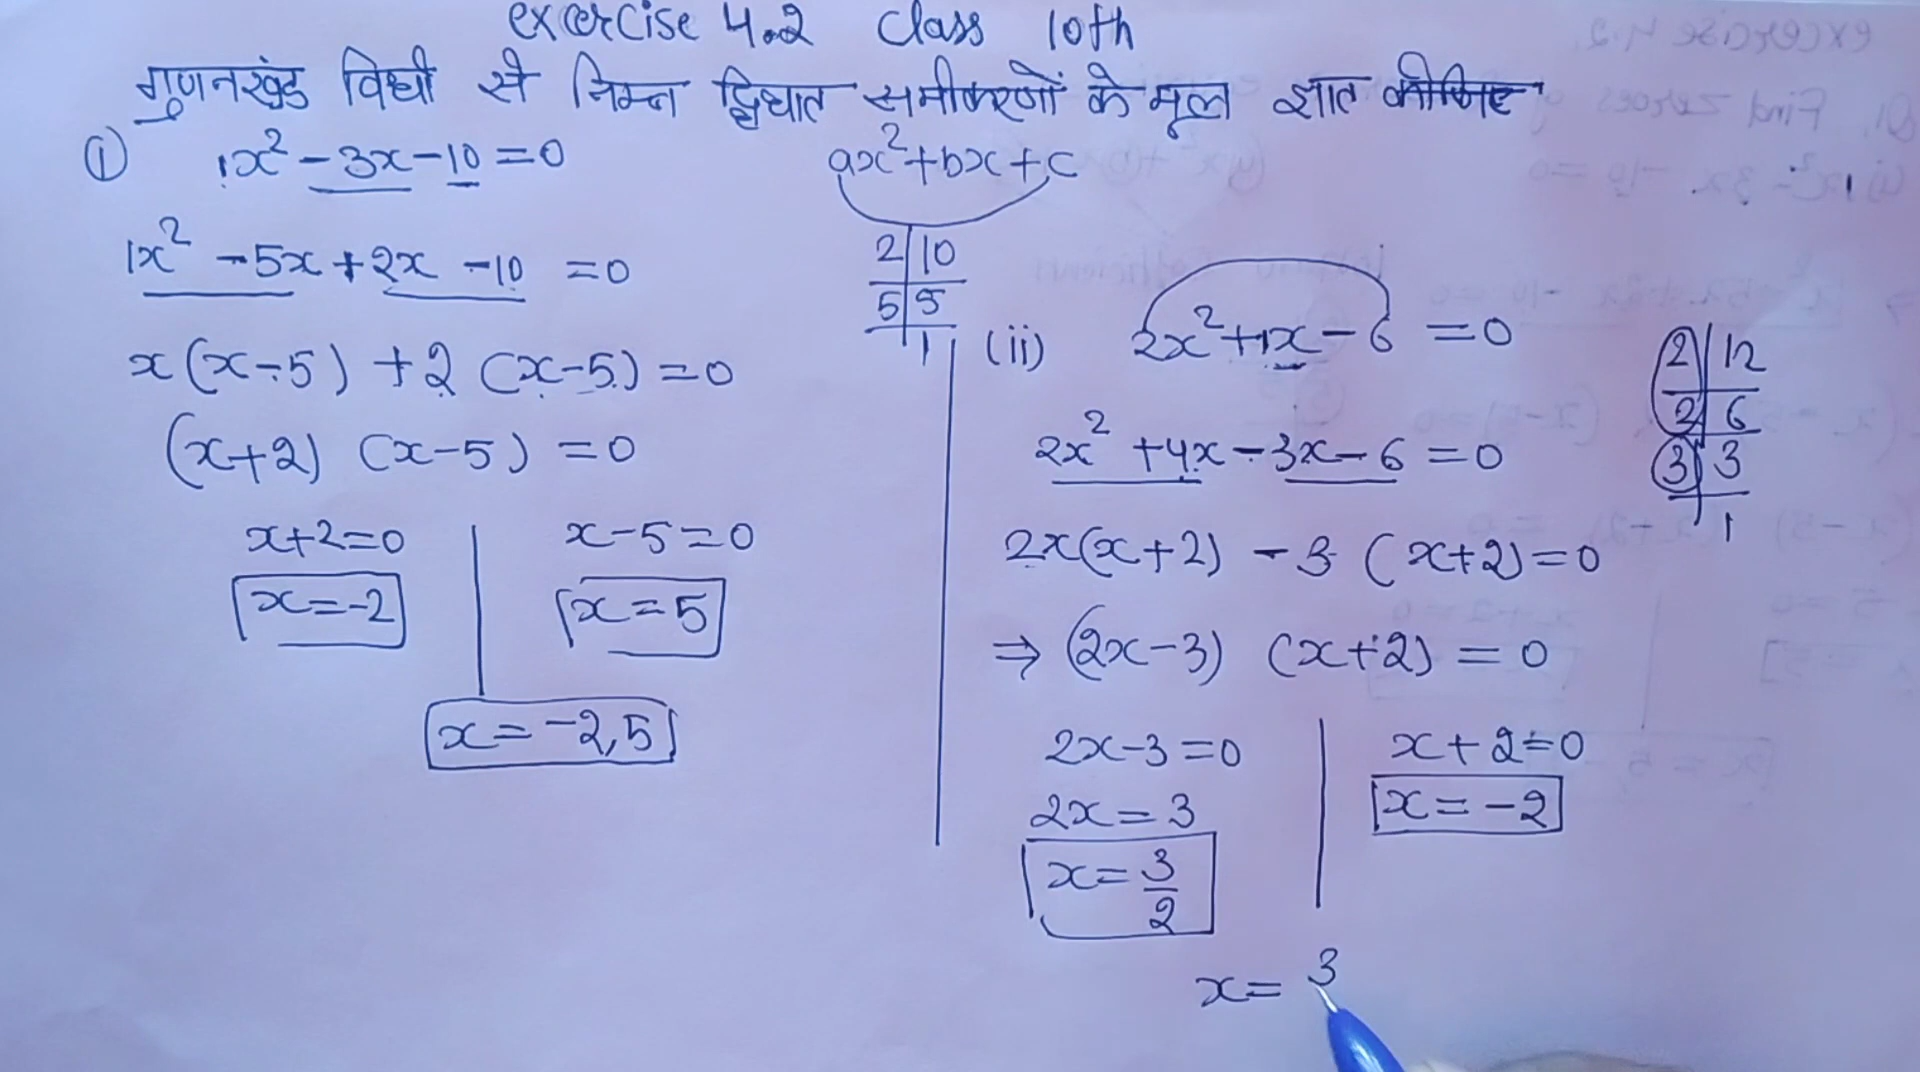 excercise 4.2 class 10th
गुणनखंड विधी से निम्न द्विघात समीकरणों के मूल ज्ञात कीजिए
① 1x² - 3x - 10 = 0
ax² + bx + c
1x² - 5x + 2x - 10 = 0
2 | 10
5 | 5
1
x(x-5) + 2(x-5) = 0
(x+2) (x-5) = 0
x+2=0
x-5=0
x=-2
x=5
x = -2,5
(ii) 2x² + 1x - 6 = 0
2 | 12
2 | 6
3 | 3
1
2x² + 4x - 3x - 6 = 0
2x(x+2) - 3 (x+2) = 0
⇒ (2x-3) (x+2) = 0
2x-3=0
x+2=0
2x = 3
x = -2
x = 3/2
x = 3